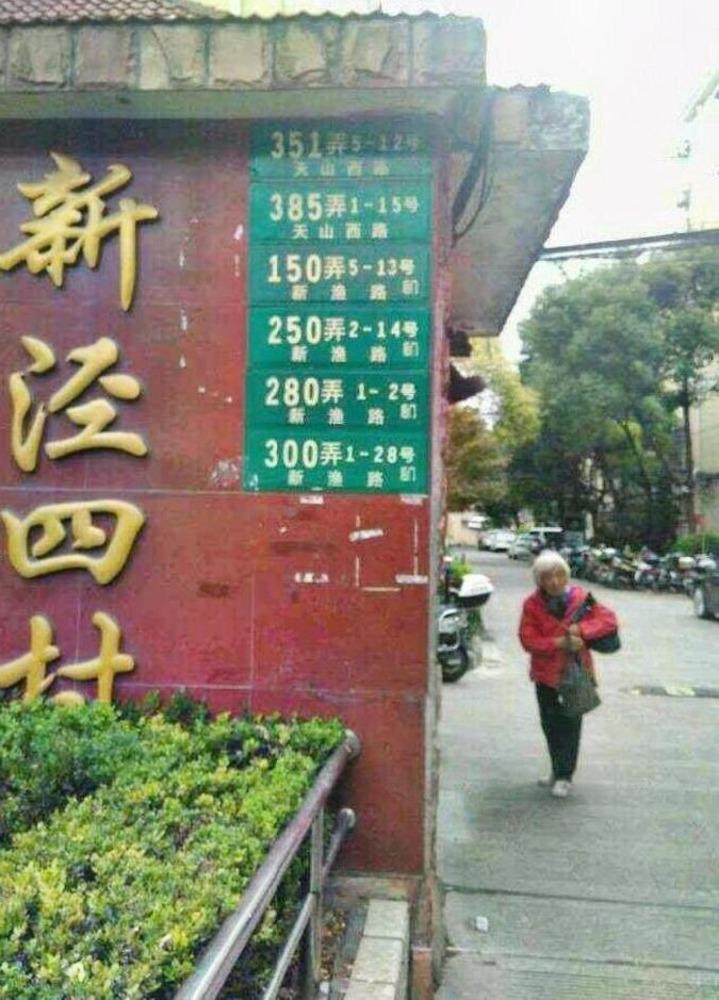 新泾四村
351弄5-12号
天山西路
385弄1-15号
天山西路
150弄5-13号
新渔路
250弄2-14号
新渔路
280弄 1-2号
新渔路
300弄1-28号
新渔路